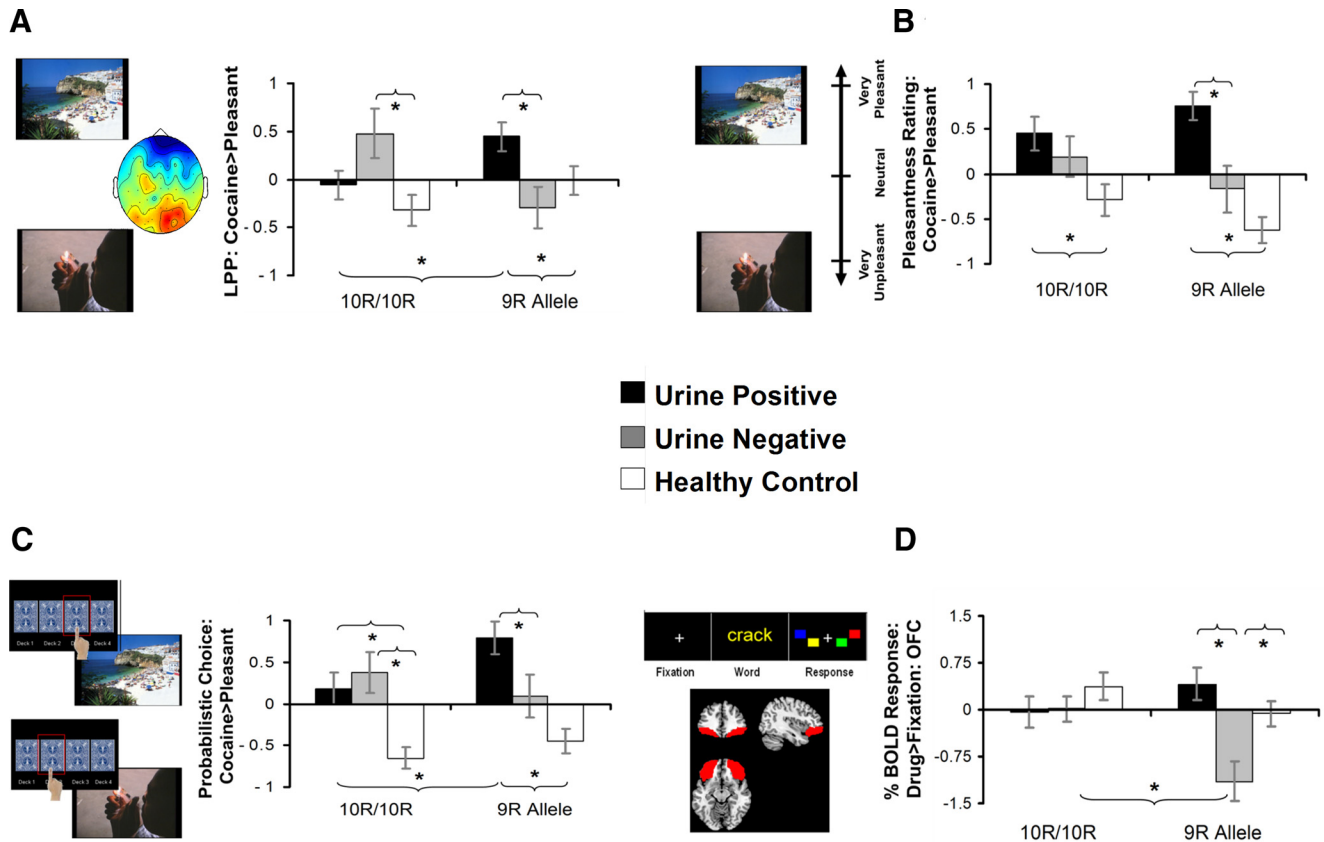 A
LPP: Cocaine>Pleasant
1
0.5
0
- 0.5
- 1
*
*
*
*
10R/10R
9R Allele
B
Very
Pleasant
Neutral
Very
Unpleasant
Pleasantness Rating:
Cocaine>Pleasant
1
0.5
0
- 0.5
- 1
*
*
*
10R/10R
9R Allele
Urine Positive
Urine Negative
Healthy Control
C
Deck 1 Deck 2 Deck 4
Deck 1 Deck 3 Deck 4
Probabilistic Choice:
Cocaine>Pleasant
1
0.5
0
- 0.5
- 1
*
*
*
*
*
10R/10R
9R Allele
D
+
crack
+
Fixation Word Response
% BOLD Response:
Drug>Fixation: OFC
1.5
0.75
0
-0.75
-1.5
*
*
*
10R/10R
9R Allele